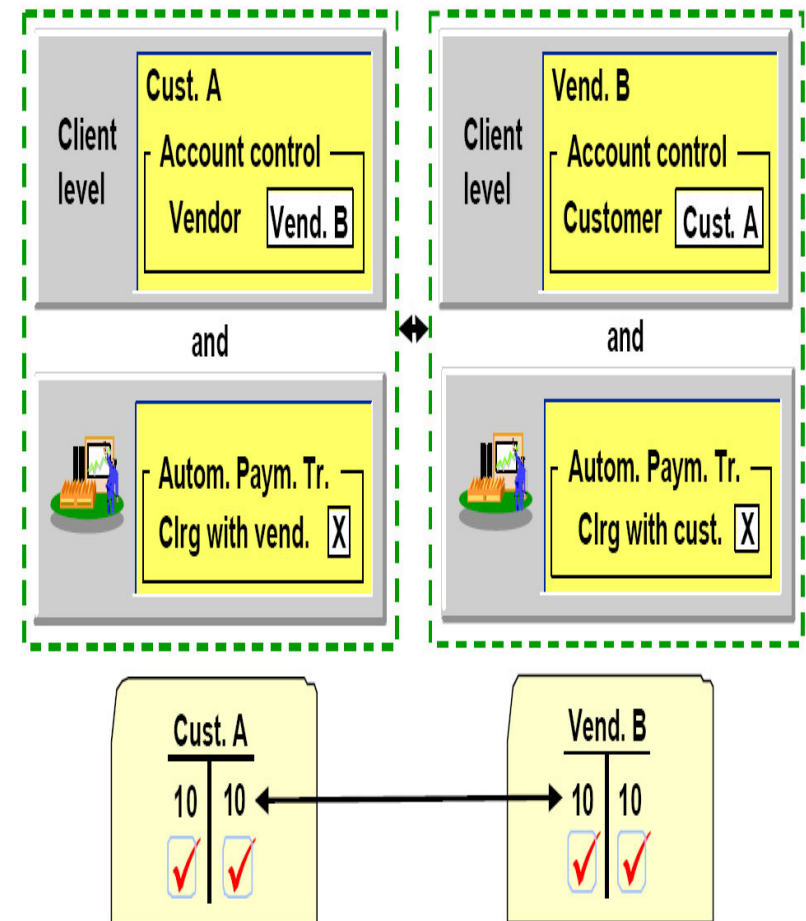 Cust. A
Client
level
Account control
Vendor Vend. B
and
Autom. Paym. Tr.
Clrg with vend. X
Vend. B
Client
level
Account control
Customer Cust. A
and
Autom. Paym. Tr.
Clrg with cust. X
Cust. A
10 10
Vend. B
10 10